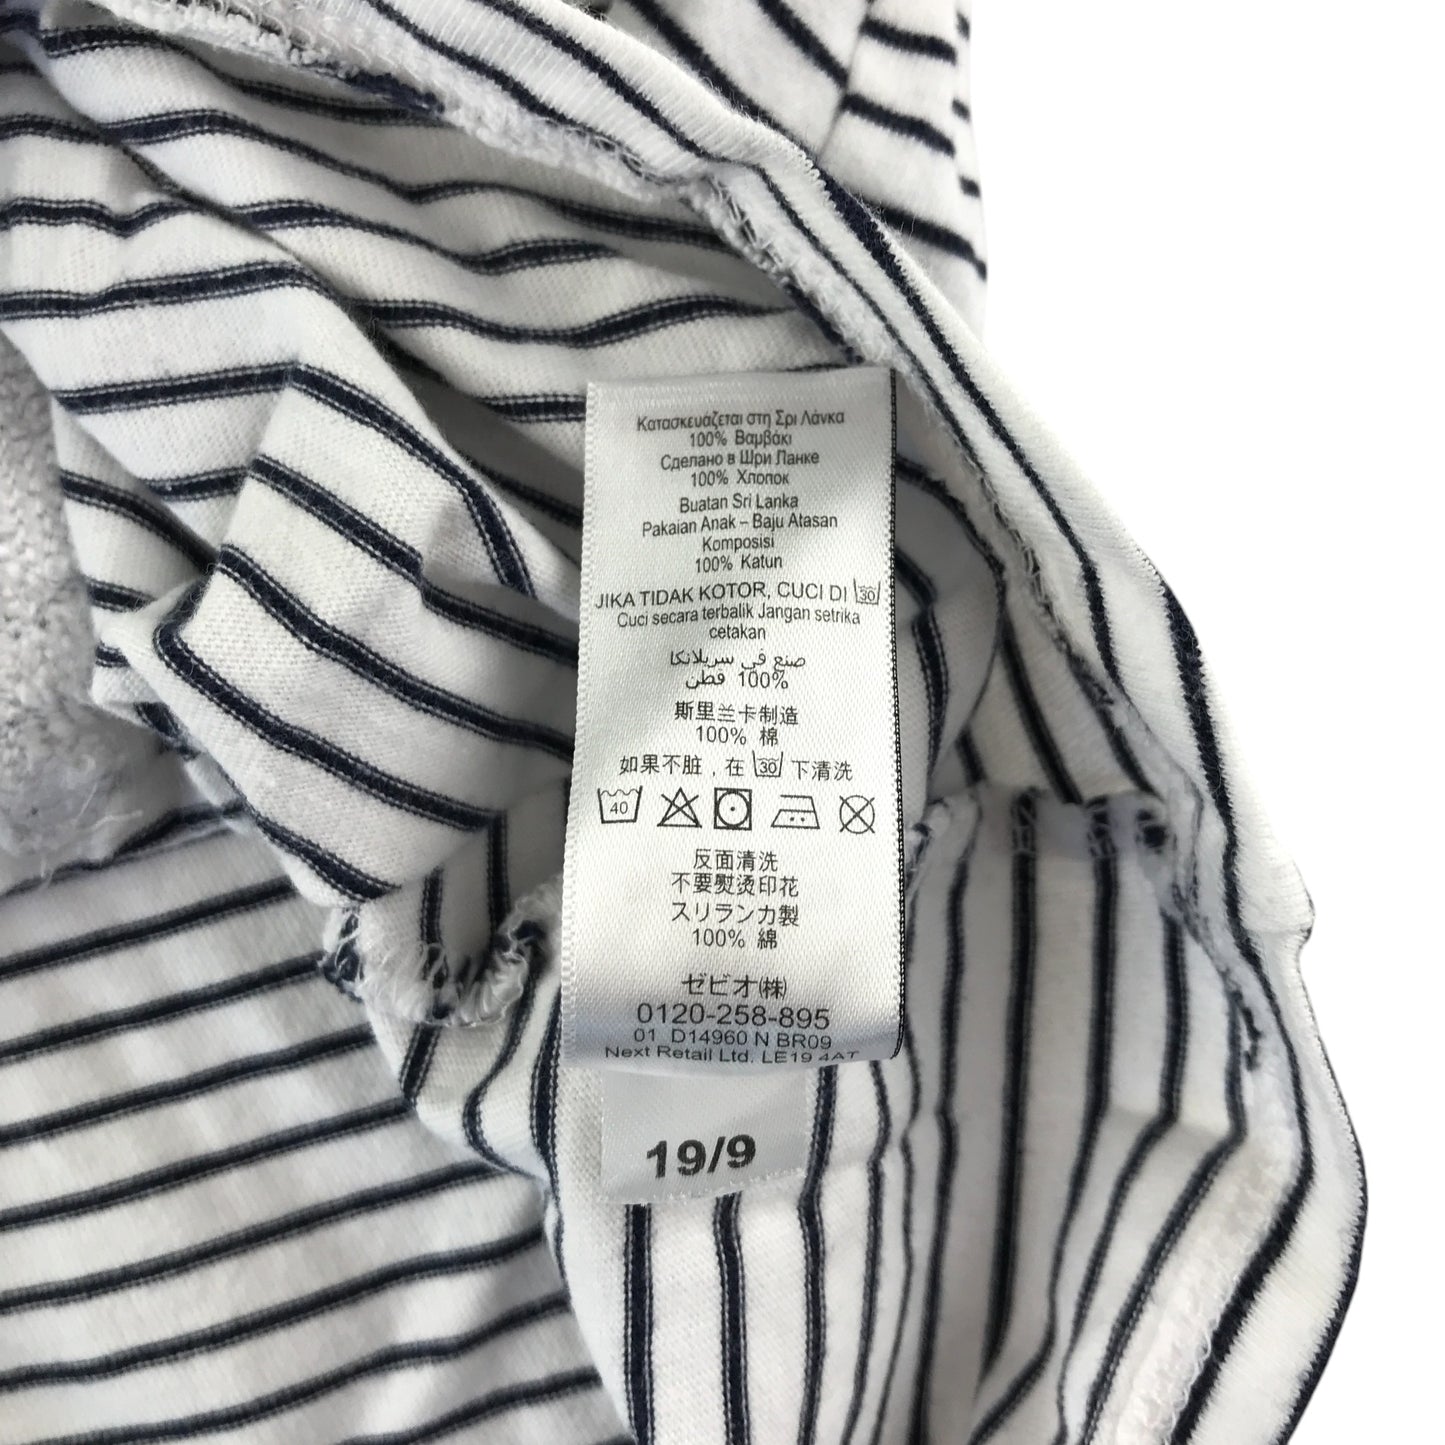 Κατασκευάζεται στη Σρι Λάνκα
100% Βαμβάκι
Сделано в Шри Ланке
100% Хлопок
Buatan Sri Lanka
Pakaian Anak – Baju Atasan
Komposisi
100% Katun
JIKA TIDAK KOTOR, CUCI DI 30
Cuci secara terbalik Jangan setrika
cetakan
صنع في سريلانكا
100% قطن
斯里兰卡制造
100% 棉
如果不脏，在 30 下清洗
40
反面清洗
不要熨烫印花
スリランカ製
100% 綿
ゼビオ㈱
0120-258-895
01 D14960 N BR09
Next Retail Ltd. LE19 4AT
19/9